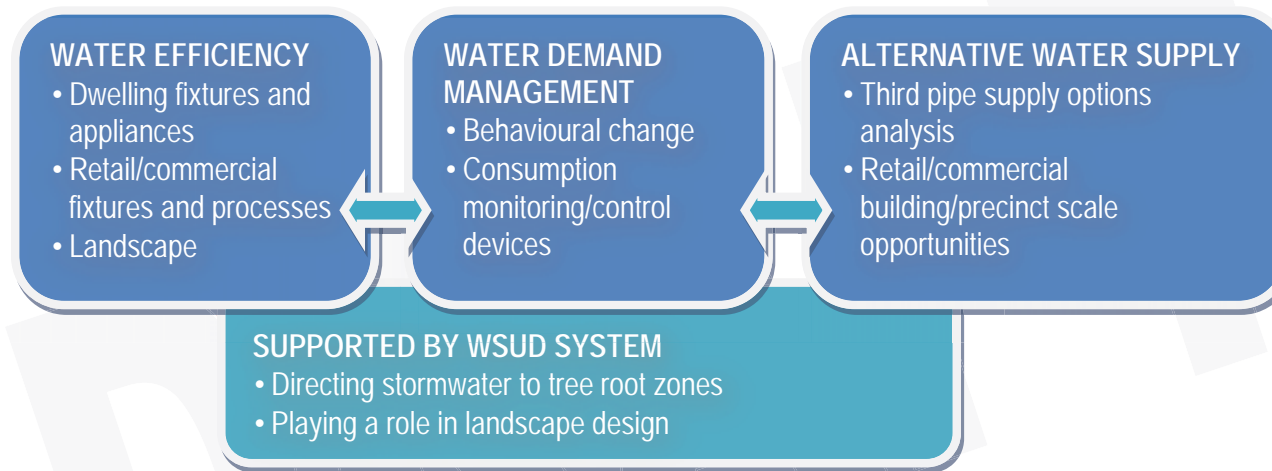 WATER EFFICIENCY
• Dwelling fixtures and
appliances
• Retail/commercial
fixtures and processes
• Landscape
WATER DEMAND
MANAGEMENT
• Behavioural change
• Consumption
monitoring/control
devices
ALTERNATIVE WATER SUPPLY
• Third pipe supply options
analysis
• Retail/commercial
building/precinct scale
opportunities
SUPPORTED BY WSUD SYSTEM
• Directing stormwater to tree root zones
• Playing a role in landscape design